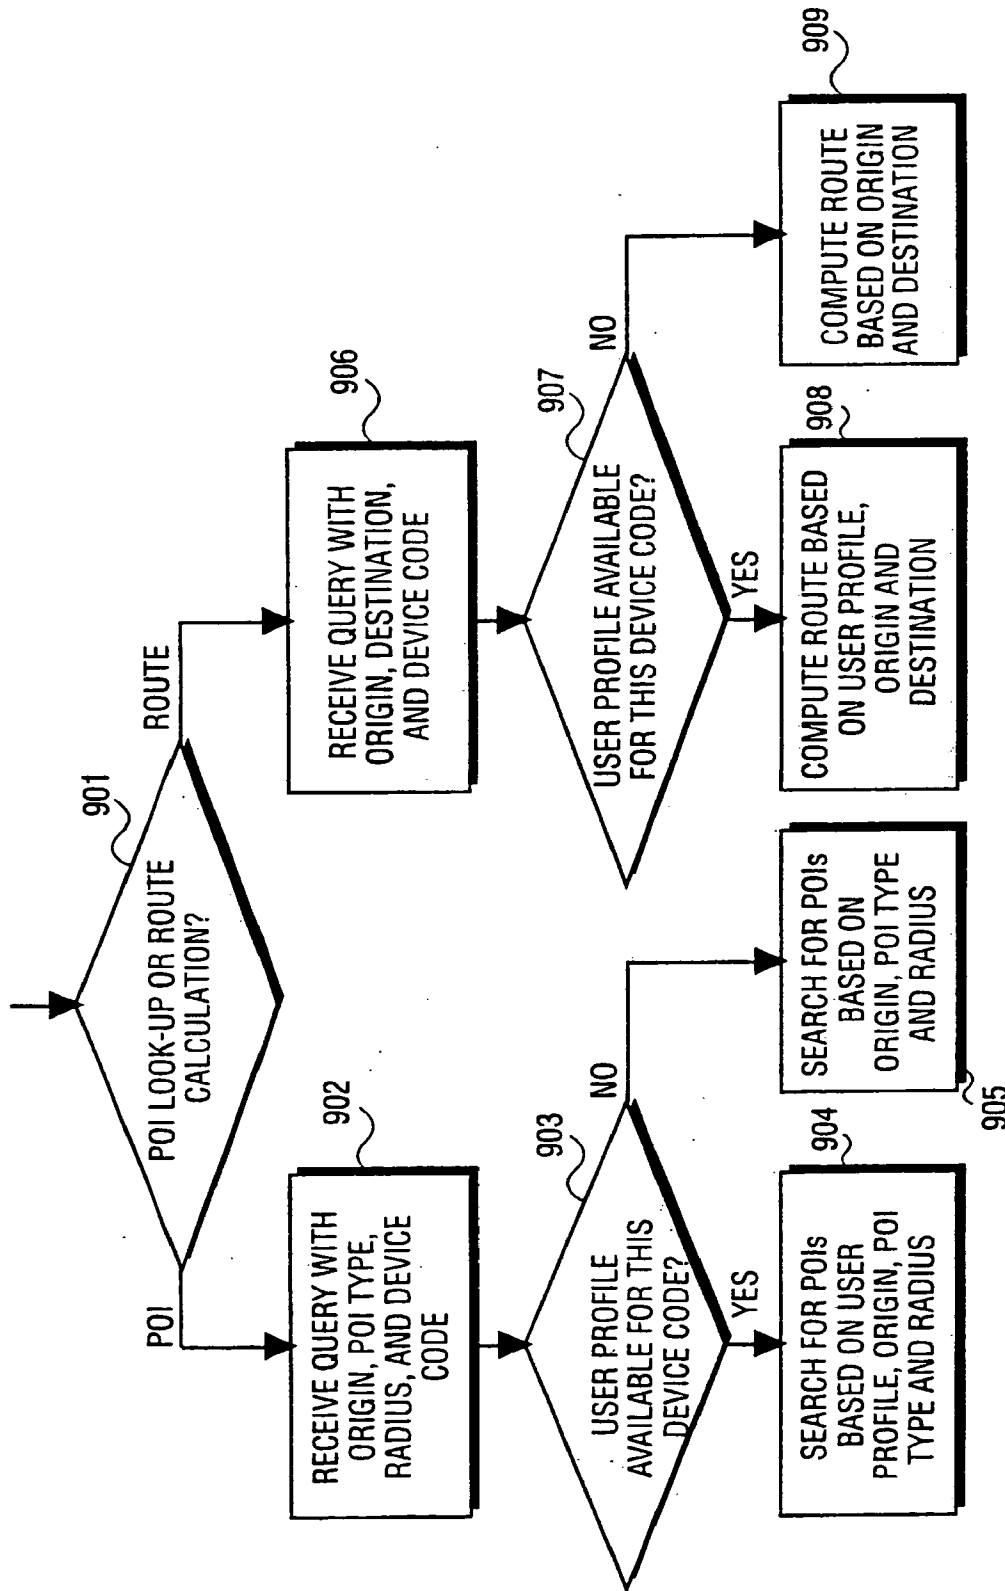 901
POI LOOK-UP OR ROUTE
CALCULATION?
POI
ROUTE
902
RECEIVE QUERY WITH
ORIGIN, POI TYPE,
RADIUS, AND DEVICE
CODE
906
RECEIVE QUERY WITH
ORIGIN, DESTINATION,
AND DEVICE CODE
903
USER PROFILE
AVAILABLE FOR THIS
DEVICE CODE?
NO
YES
907
USER PROFILE AVAILABLE
FOR THIS DEVICE CODE?
NO
YES
904
SEARCH FOR POIs
BASED ON USER
PROFILE, ORIGIN, POI
TYPE AND RADIUS
905
SEARCH FOR POIs
BASED ON
ORIGIN, POI TYPE
AND RADIUS
908
COMPUTE ROUTE BASED
ON USER PROFILE,
ORIGIN AND
DESTINATION
909
COMPUTE ROUTE
BASED ON ORIGIN
AND DESTINATION